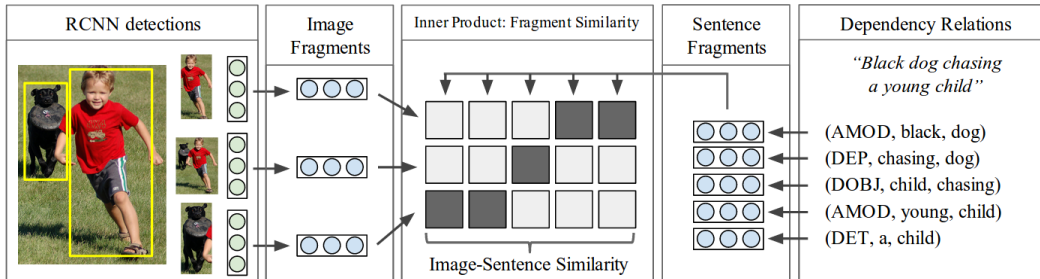 RCNN detections
Image
Fragments
Inner Product: Fragment Similarity
Image-Sentence Similarity
Sentence
Fragments
Dependency Relations
“Black dog chasing
a young child”
(AMOD, black, dog)
(DEP, chasing, dog)
(DOBJ, child, chasing)
(AMOD, young, child)
(DET, a, child)